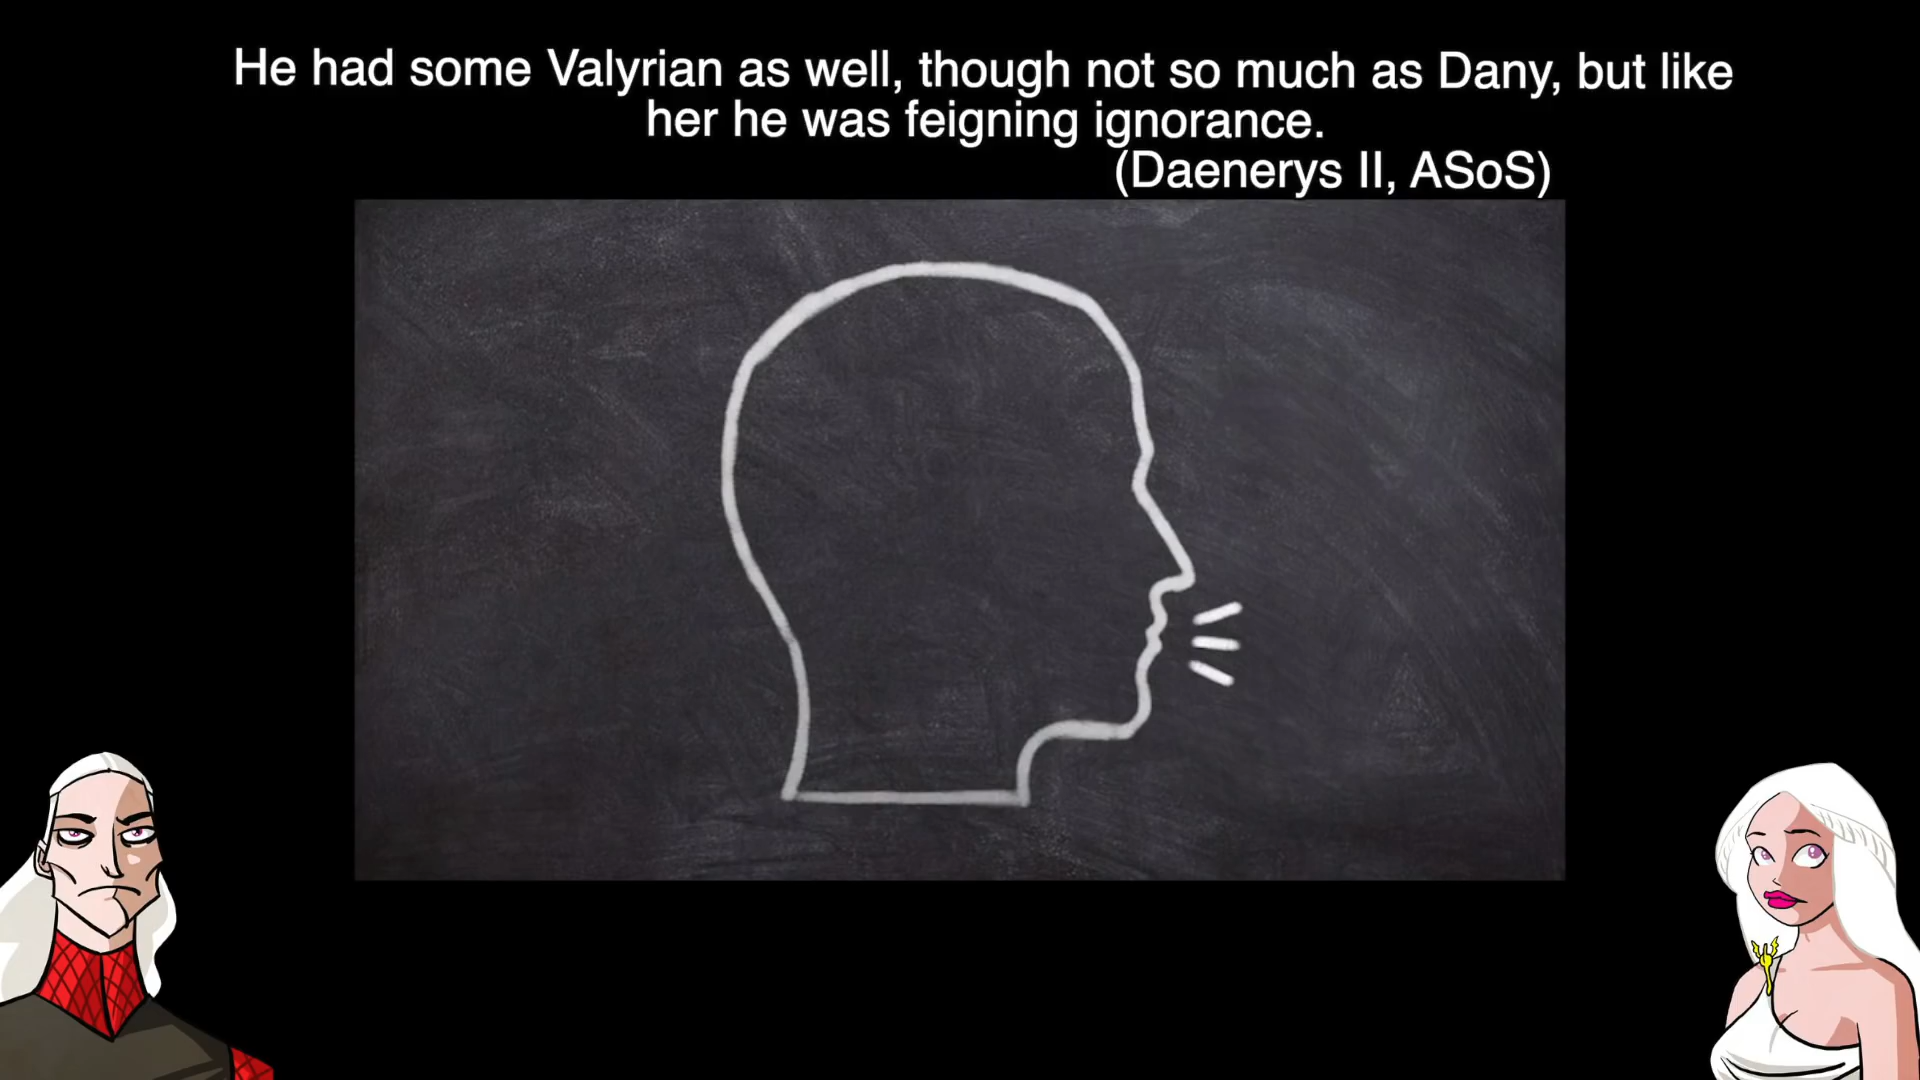 He had some Valyrian as well, though not so much as Dany, but like
her he was feigning ignorance.
(Daenerys II, ASoS)